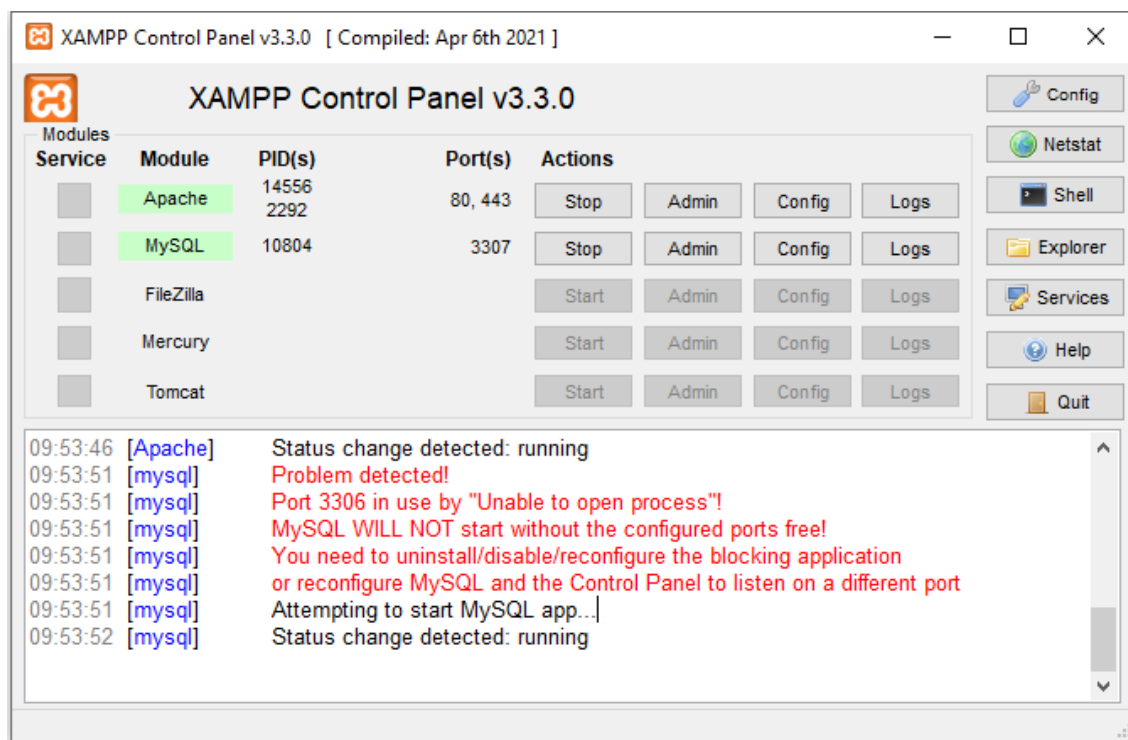 XAMPP Control Panel v3.3.0 [ Compiled: Apr 6th 2021 ]
XAMPP Control Panel v3.3.0
Config
Modules
Service Module PID(s) Port(s) Actions
Netstat
Apache 14556 2292 80, 443 Stop Admin Config Logs
Shell
MySQL 10804 3307 Stop Admin Config Logs
Explorer
FileZilla Start Admin Config Logs
Services
Mercury Start Admin Config Logs
Help
Tomcat Start Admin Config Logs
Quit
09:53:46 [Apache] Status change detected: running
09:53:51 [mysql] Problem detected!
09:53:51 [mysql] Port 3306 in use by "Unable to open process"!
09:53:51 [mysql] MySQL WILL NOT start without the configured ports free!
09:53:51 [mysql] You need to uninstall/disable/reconfigure the blocking application
09:53:51 [mysql] or reconfigure MySQL and the Control Panel to listen on a different port
09:53:51 [mysql] Attempting to start MySQL app...
09:53:52 [mysql] Status change detected: running